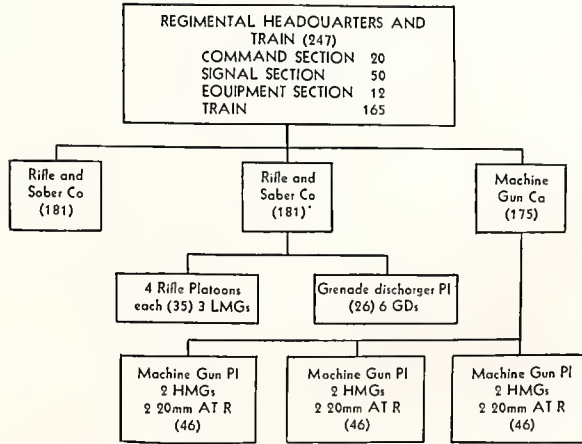 REGIMENTAL HEADQUARTERS AND
TRAIN (247)
COMMAND SECTION 20
SIGNAL SECTION 50
EQUIPMENT SECTION 12
TRAIN 165
Rifle and
Sober Co
(181)
Rifle and
Saber Co
(181)*
Machine
Gun Ca
(175)
4 Rifle Platoons
each (35) 3 LMGs
Grenade discharger Pl
(26) 6 GDs
Machine Gun Pl
2 HMGs
2 20mm AT R
(46)
Machine Gun Pl
2 HMGs
2 20mm AT R
(46)
Machine Gun Pl
2 HMGs
2 20mm AT R
(46)